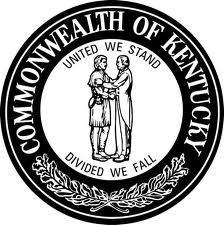 COMMONWEALTH OF KENTUCKY
UNITED WE STAND
DIVIDED WE FALL